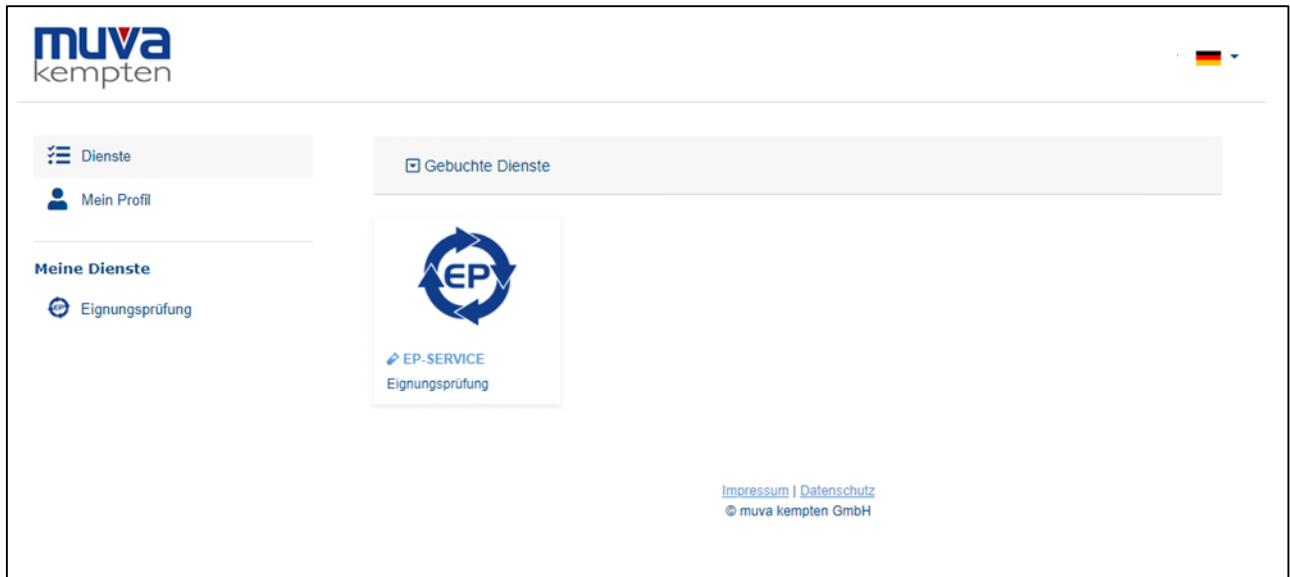 muva
kempten
Dienste
Mein Profil
Meine Dienste
EP
Eignungsprüfung
Gebuchte Dienste
EP
EP-SERVICE
Eignungsprüfung
Impressum | Datenschutz
© muva kempten GmbH